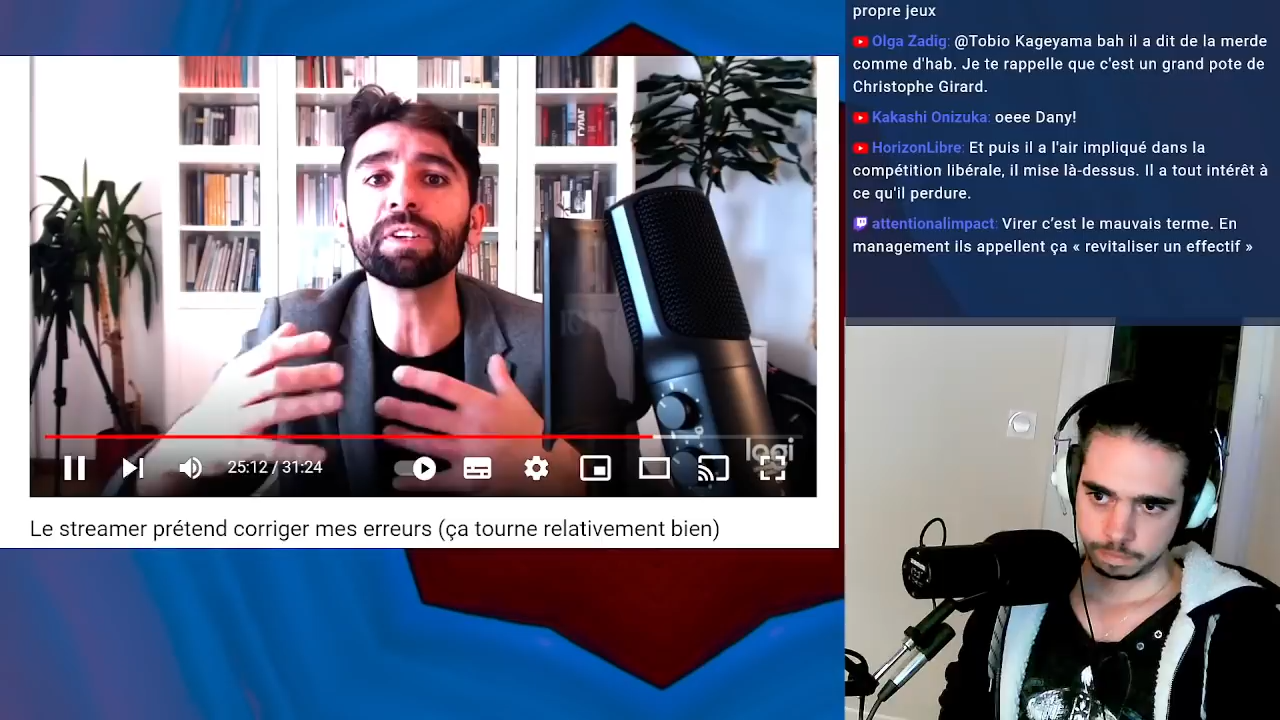 propre jeux
Olga Zadig: @Tobio Kageyama bah il a dit de la merde
comme d'hab. Je te rappelle que c'est un grand pote de
Christophe Girard.
Kakashi Onizuka: oeee Dany!
HorizonLibre: Et puis il a l'air impliqué dans la
compétition libérale, il mise là-dessus. Il a tout intérêt à
ce qu'il perdure.
attentionalimpact: Virer c’est le mauvais terme. En
management ils appellent ça « revitaliser un effectif »
ГУЛАГ
logi
25:12 / 31:24
Le streamer prétend corriger mes erreurs (ça tourne relativement bien)